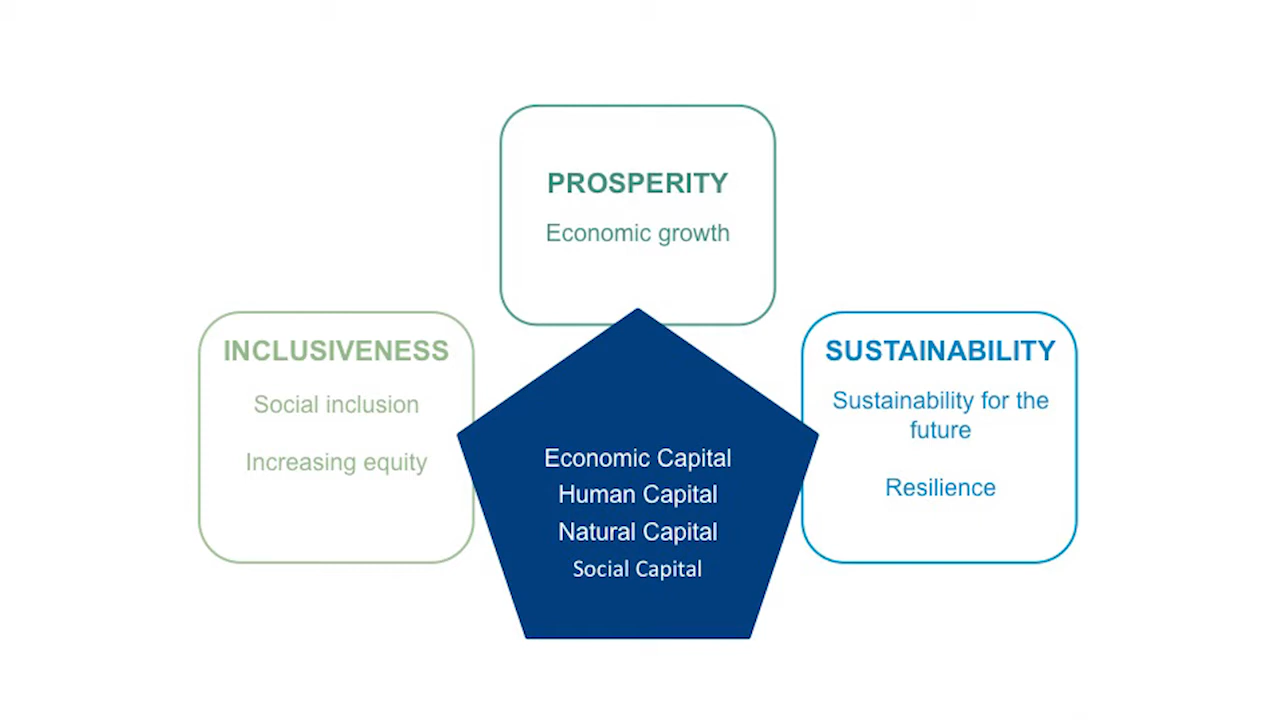 PROSPERITY
Economic growth
INCLUSIVENESS
Social inclusion
Increasing equity
SUSTAINABILITY
Sustainability for the
future
Resilience
Economic Capital
Human Capital
Natural Capital
Social Capital